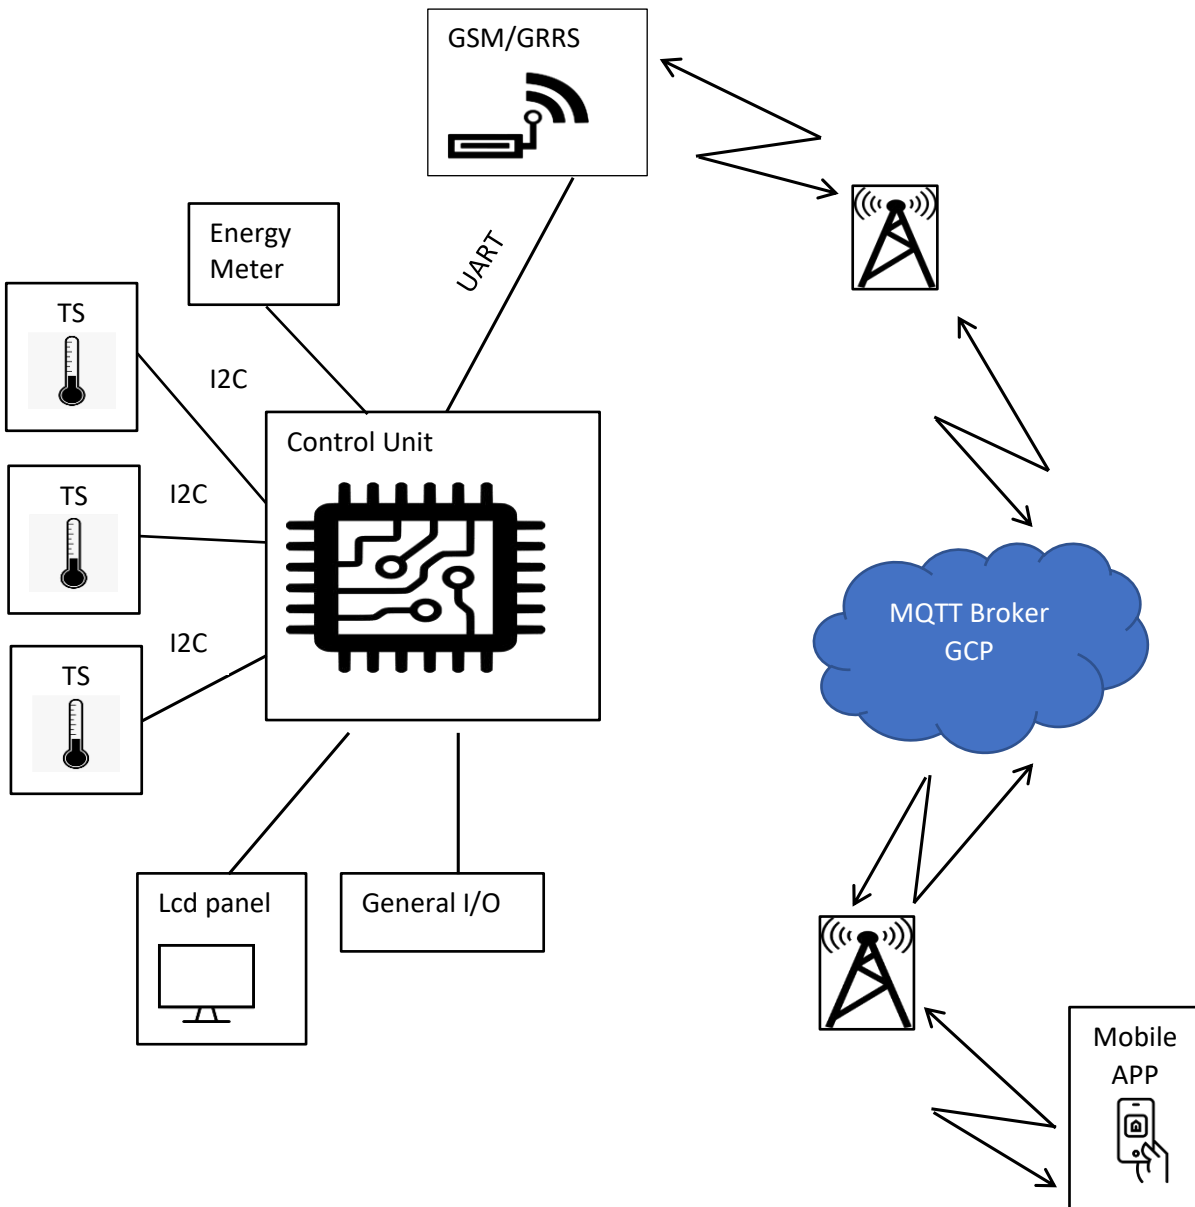 GSM/GRRS
Energy
Meter
UART
TS
I2C
Control Unit
TS
I2C
I2C
TS
MQTT Broker
GCP
Lcd panel
General I/O
Mobile
APP